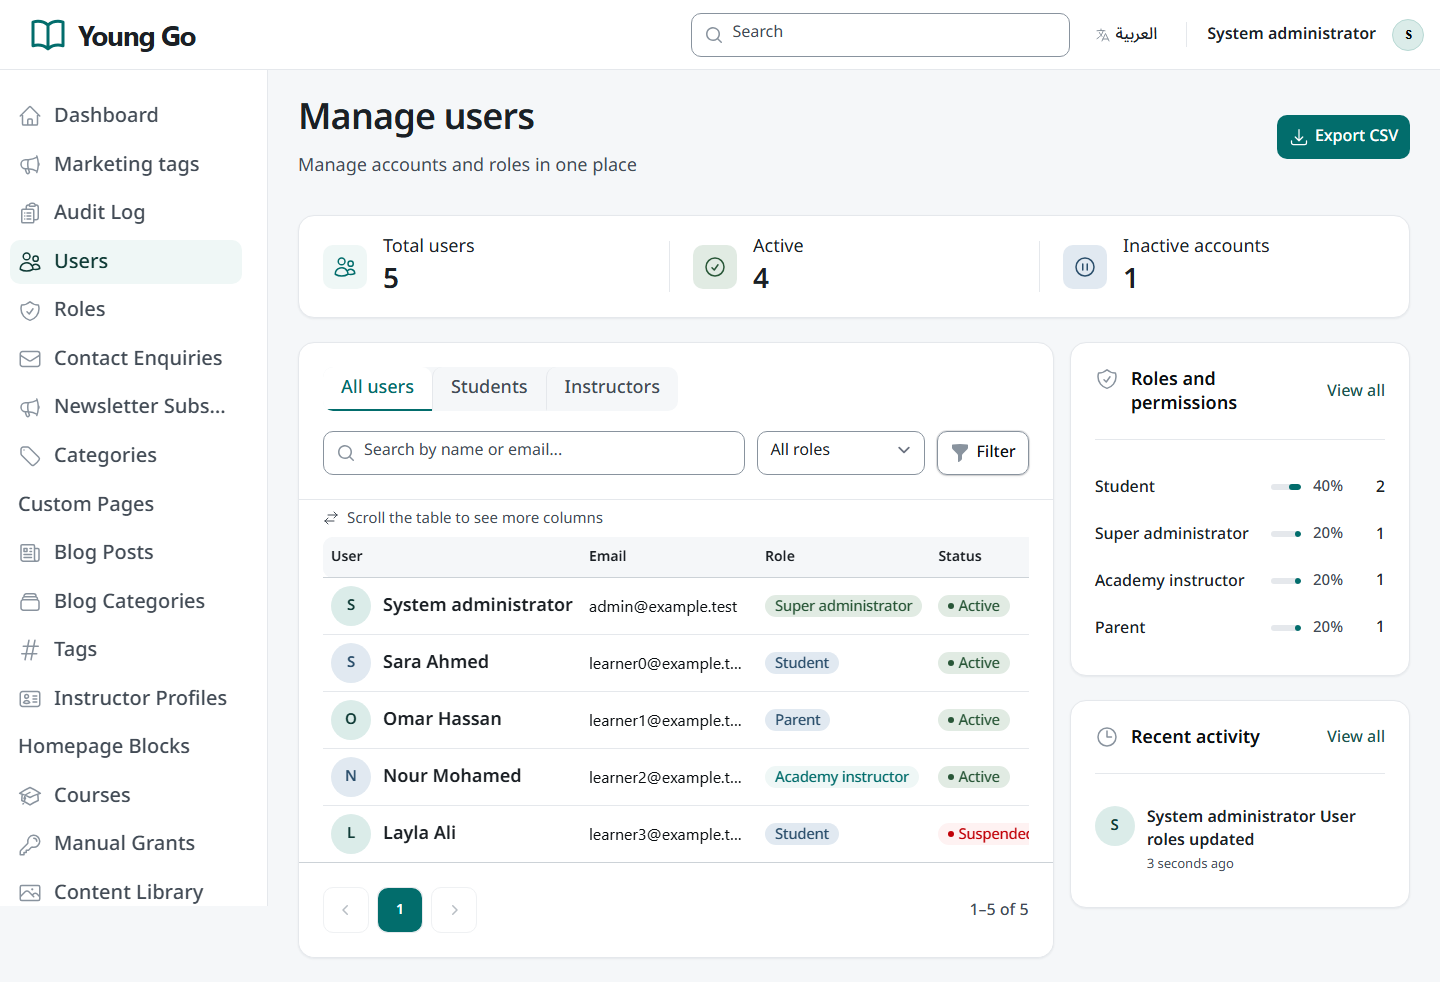 Young Go
Search
العربية
System administrator
S
Dashboard
Marketing tags
Audit Log
Users
Roles
Contact Enquiries
Newsletter Subs...
Categories
Custom Pages
Blog Posts
Blog Categories
Tags
Instructor Profiles
Homepage Blocks
Courses
Manual Grants
Content Library
Manage users
Manage accounts and roles in one place
Export CSV
Total users
5
Active
4
Inactive accounts
1
All users Students Instructors
Search by name or email...
All roles
Filter
Scroll the table to see more columns
User Email Role Status
S System administrator admin@example.test Super administrator Active
S Sara Ahmed learner0@example.t... Student Active
O Omar Hassan learner1@example.t... Parent Active
N Nour Mohamed learner2@example.t... Academy instructor Active
L Layla Ali learner3@example.t... Student Suspended
1
1–5 of 5
Roles and
permissions
View all
Student 40% 2
Super administrator 20% 1
Academy instructor 20% 1
Parent 20% 1
Recent activity
View all
S
System administrator User
roles updated
3 seconds ago